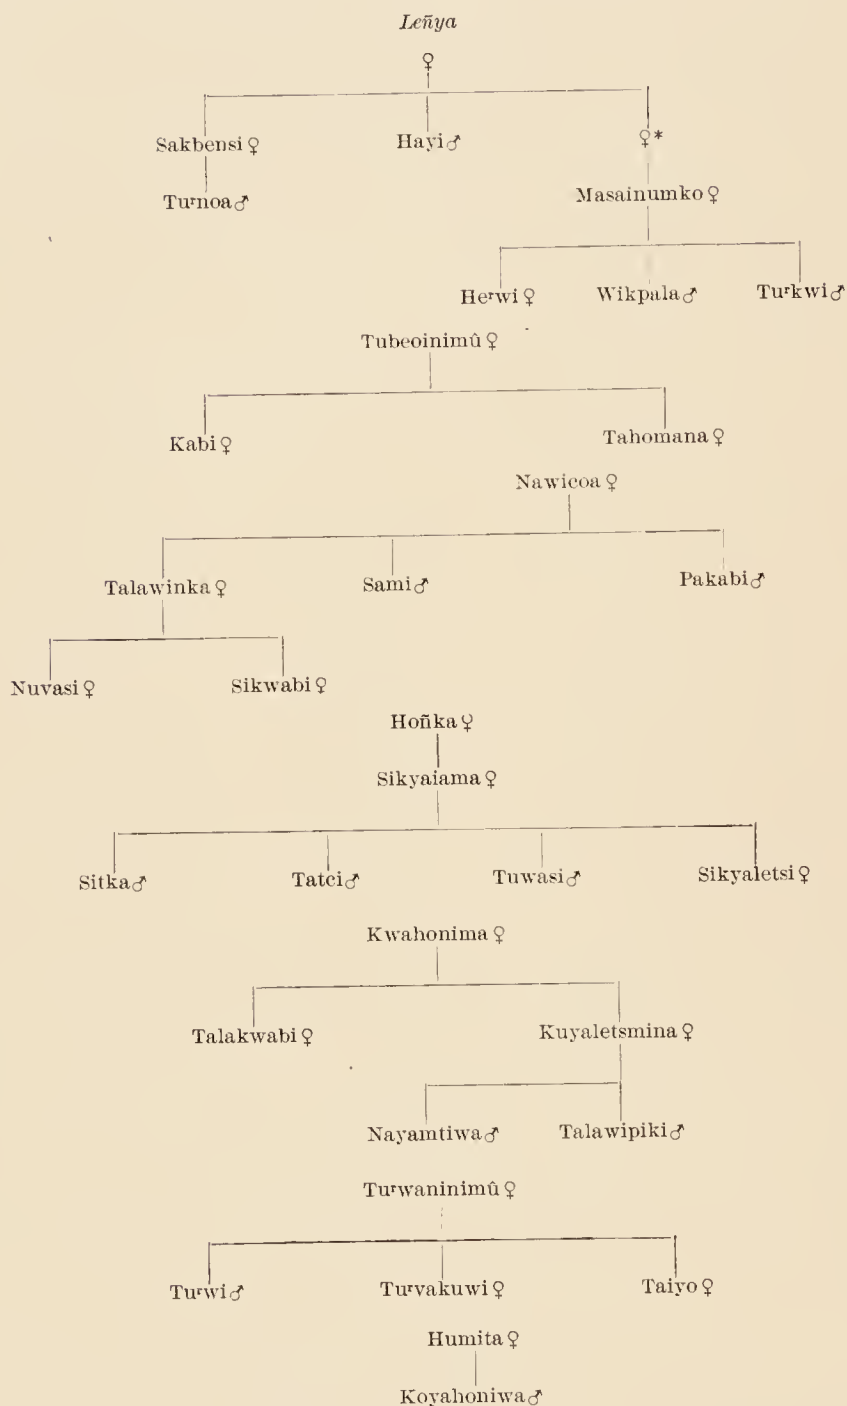 Leñya
♀
Sakbensi ♀ Hayi ♂ ♀*
Tuʳnoa ♂ Masainumko ♀
Heʳwi ♀ Wikpala ♂ Tuʳkwi ♂
Tubeoinimû ♀
Kabi ♀ Tahomana ♀
Nawicoa ♀
Talawinka ♀ Sami ♂ Pakabi ♂
Nuvasi ♀ Sikwabi ♀
Hoñka ♀
Sikyaiama ♀
Sitka ♂ Tatci ♂ Tuwasi ♂ Sikyaletsi ♀
Kwahonima ♀
Talakwabi ♀ Kuyaletsmina ♀
Nayamtiwa ♂ Talawipiki ♂
Tuʳwaninimû ♀
Tuʳwi ♂ Tuʳvakuwi ♀ Taiyo ♀
Humita ♀
Koyahoniwa ♂